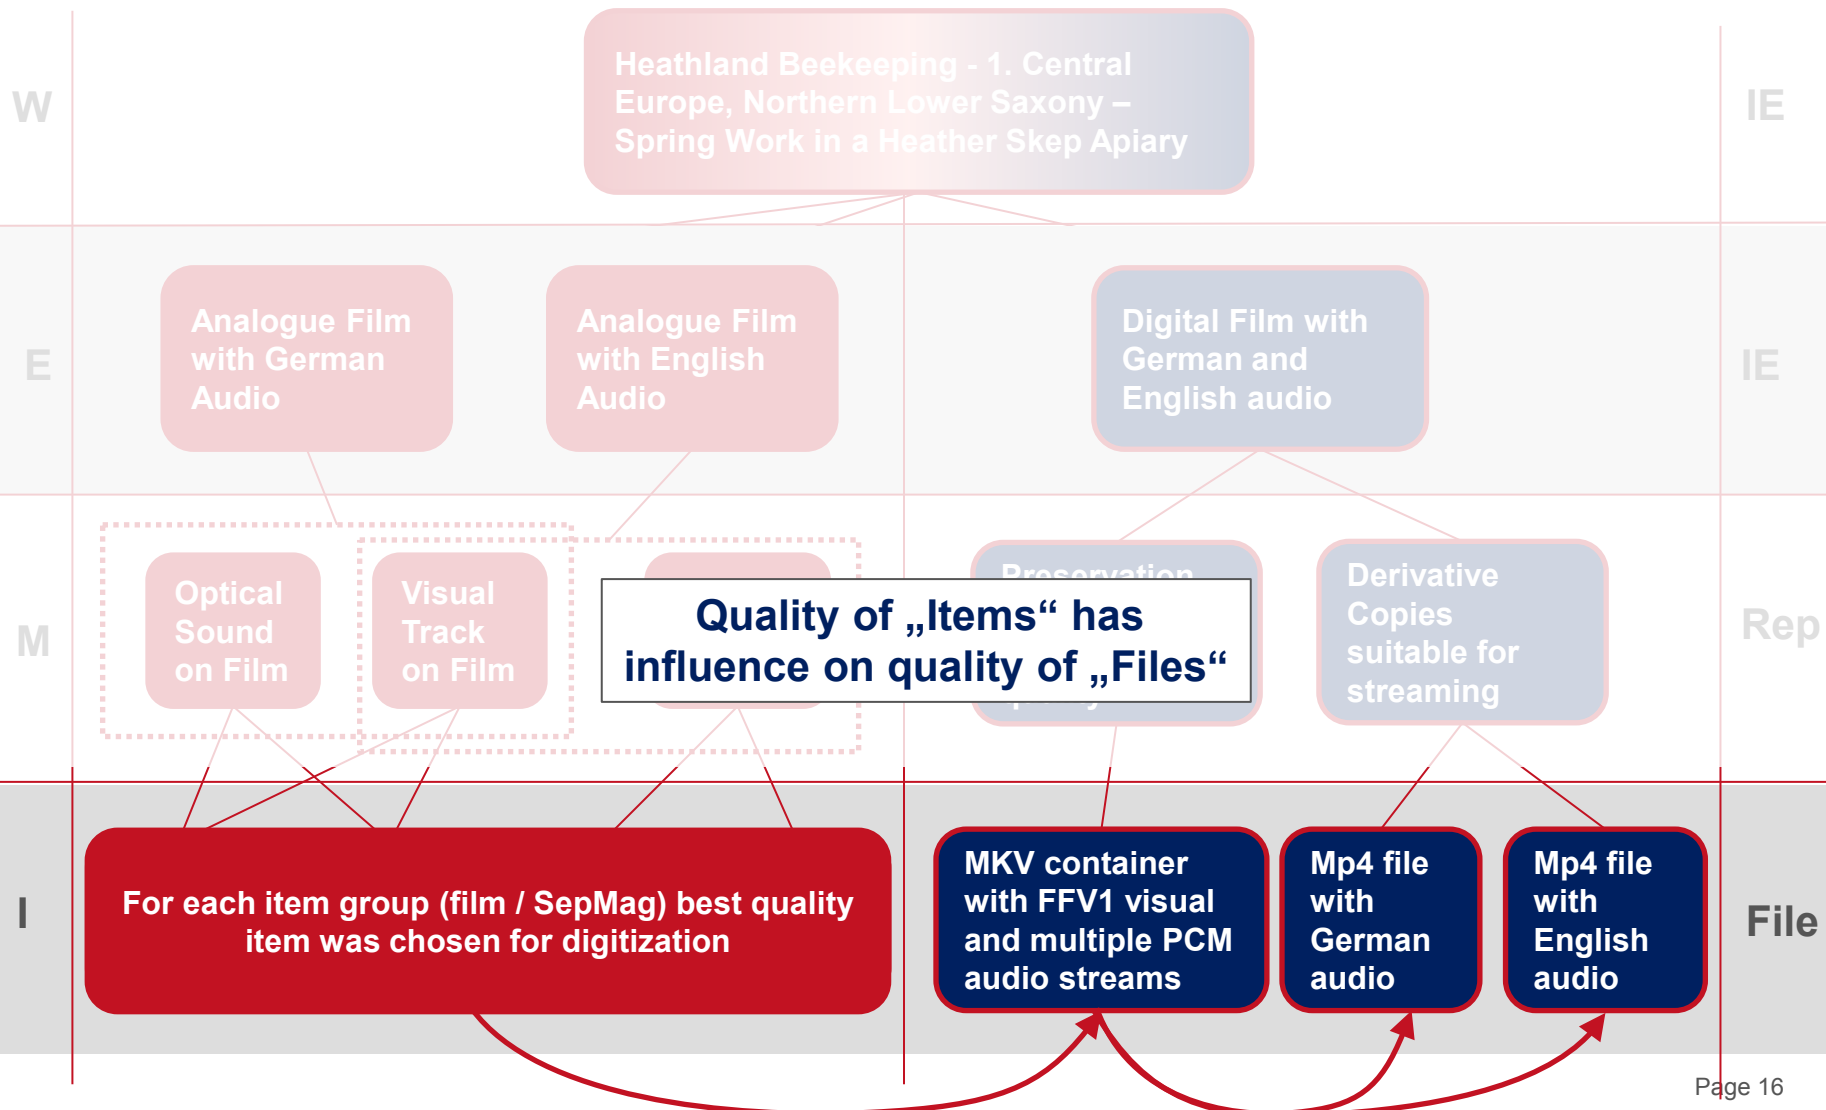 Heathland Beekeeping - 1. Central
Europe, Northern Lower Saxony –
Spring Work in a Heather Skep Apiary
W
IE
Analogue Film
with German
Audio
Analogue Film
with English
Audio
Digital Film with
German and
English audio
E
IE
Optical
Sound
on Film
Visual
Track
on Film
Preservation
Derivative
Copies
suitable for
streaming
Quality of „Items“ has
influence on quality of „Files“
M
Rep
For each item group (film / SepMag) best quality
item was chosen for digitization
MKV container
with FFV1 visual
and multiple PCM
audio streams
Mp4 file
with
German
audio
Mp4 file
with
English
audio
I
File
Page 16